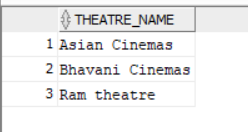 THEATRE_NAME
1 Asian Cinemas
2 Bhavani Cinemas
3 Ram theatre